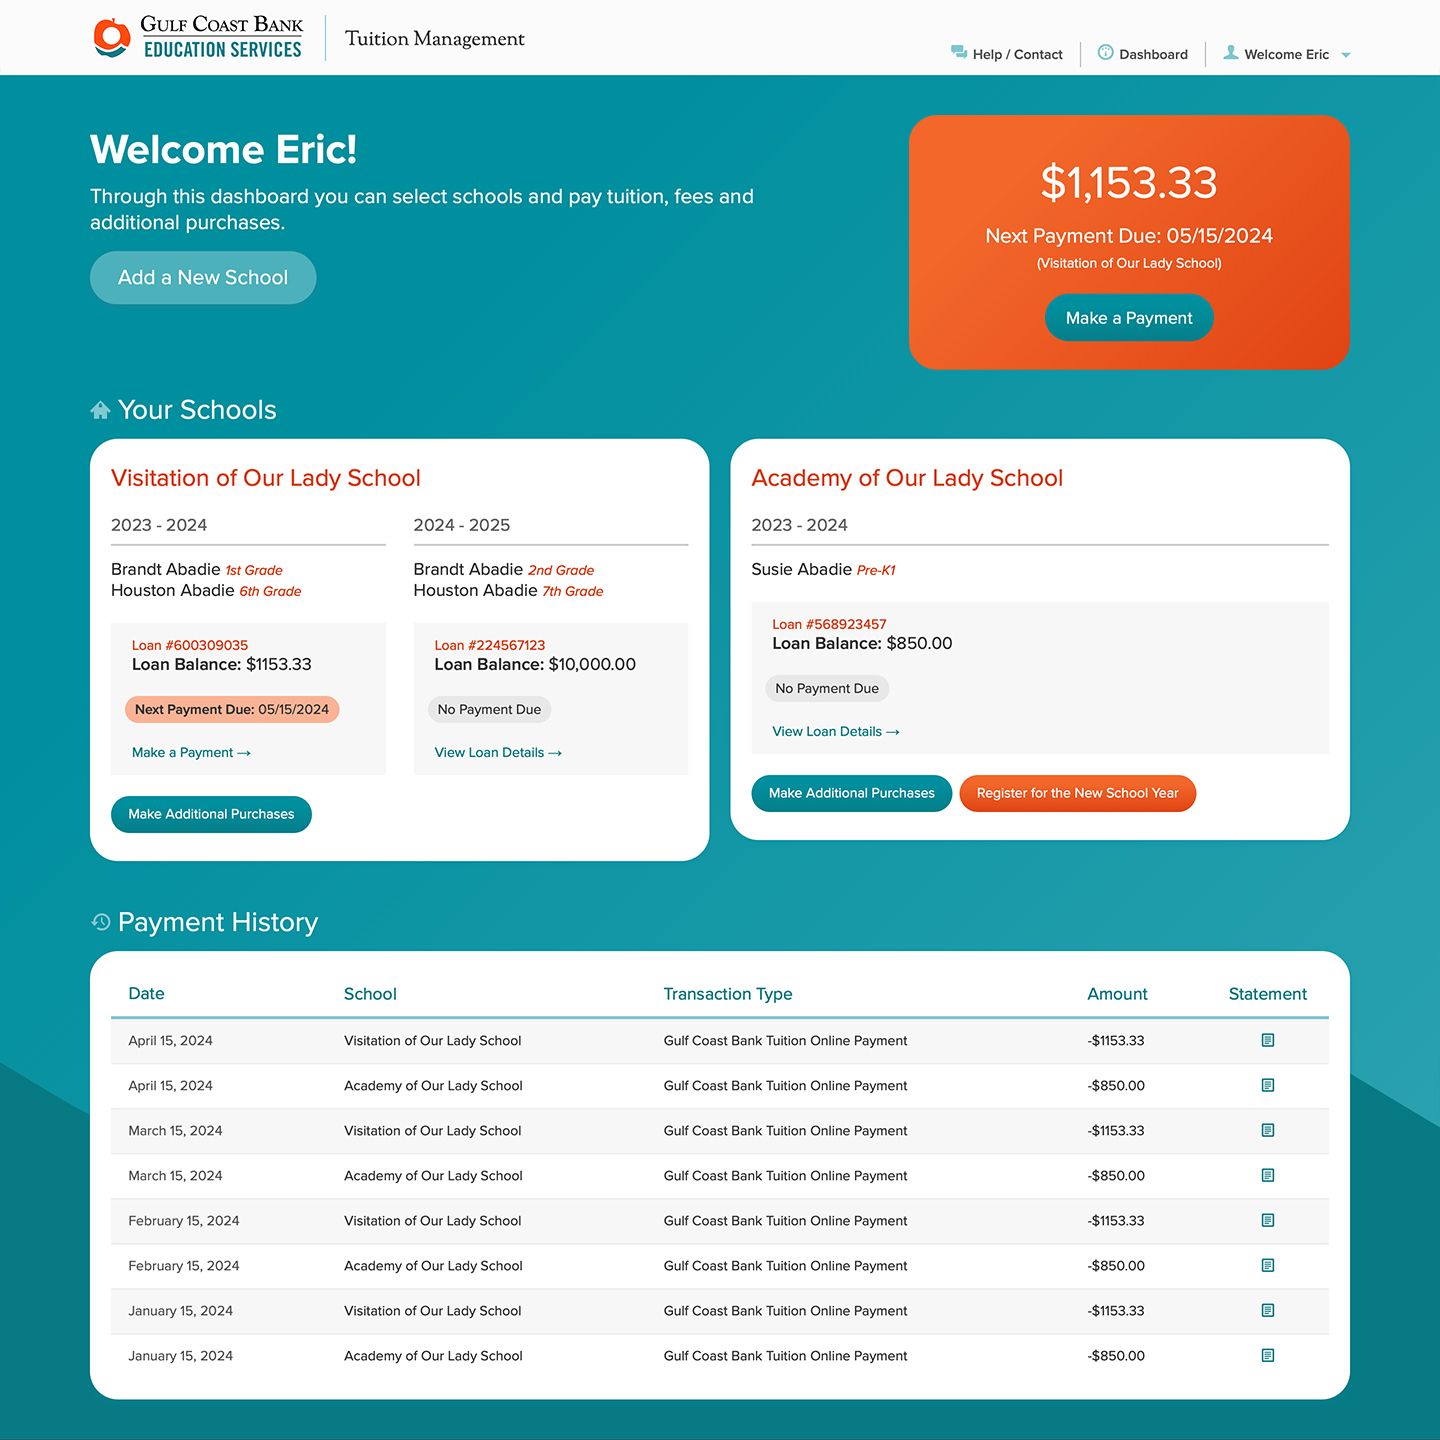 Gulf Coast Bank
EDUCATION SERVICES
Tuition Management
Help / Contact
Dashboard
Welcome Eric
Welcome Eric!
Through this dashboard you can select schools and pay tuition, fees and
additional purchases.
Add a New School
$1,153.33
Next Payment Due: 05/15/2024
(Visitation of Our Lady School)
Make a Payment
Your Schools
Visitation of Our Lady School
2023 - 2024
Brandt Abadie 1st Grade
Houston Abadie 6th Grade
Loan #600309035
Loan Balance: $1153.33
Next Payment Due: 05/15/2024
Make a Payment →
2024 - 2025
Brandt Abadie 2nd Grade
Houston Abadie 7th Grade
Loan #224567123
Loan Balance: $10,000.00
No Payment Due
View Loan Details →
Make Additional Purchases
Academy of Our Lady School
2023 - 2024
Susie Abadie Pre-K1
Loan #568923457
Loan Balance: $850.00
No Payment Due
View Loan Details →
Make Additional Purchases
Register for the New School Year
Payment History
Date School Transaction Type Amount Statement
April 15, 2024 Visitation of Our Lady School Gulf Coast Bank Tuition Online Payment -$1153.33
April 15, 2024 Academy of Our Lady School Gulf Coast Bank Tuition Online Payment -$850.00
March 15, 2024 Visitation of Our Lady School Gulf Coast Bank Tuition Online Payment -$1153.33
March 15, 2024 Academy of Our Lady School Gulf Coast Bank Tuition Online Payment -$850.00
February 15, 2024 Visitation of Our Lady School Gulf Coast Bank Tuition Online Payment -$1153.33
February 15, 2024 Academy of Our Lady School Gulf Coast Bank Tuition Online Payment -$850.00
January 15, 2024 Visitation of Our Lady School Gulf Coast Bank Tuition Online Payment -$1153.33
January 15, 2024 Academy of Our Lady School Gulf Coast Bank Tuition Online Payment -$850.00